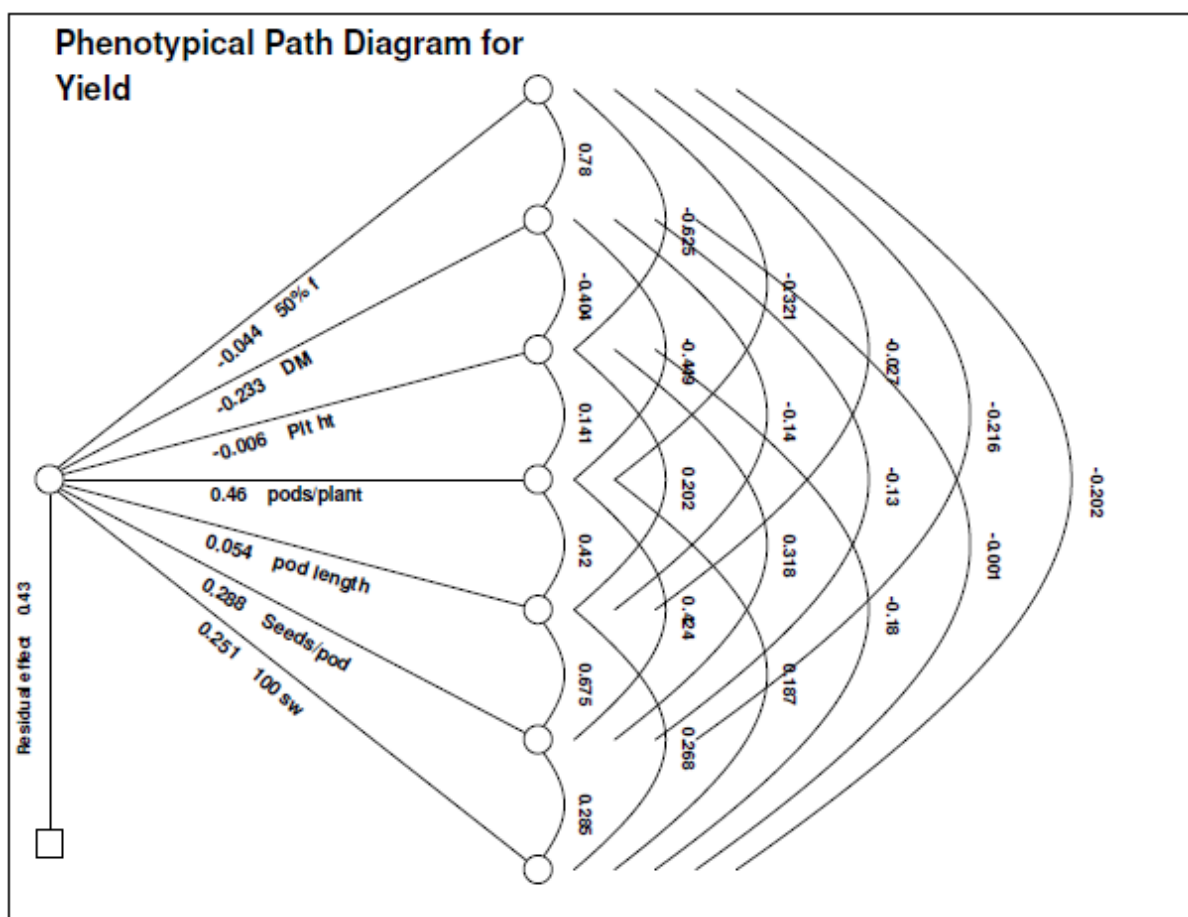 Phenotypical Path Diagram for
Yield
-0.044 50% f
-0.233 DM
-0.006 Plt ht
0.46 pods/plant
0.054 pod length
0.288 Seeds/pod
0.251 100 sw
Residual effect 0.43
0.78
-0.404
0.141
0.42
0.675
0.285
-0.625
-0.449
0.202
0.424
0.268
-0.321
-0.14
0.318
0.187
-0.027
-0.13
-0.18
-0.216
-0.001
-0.202